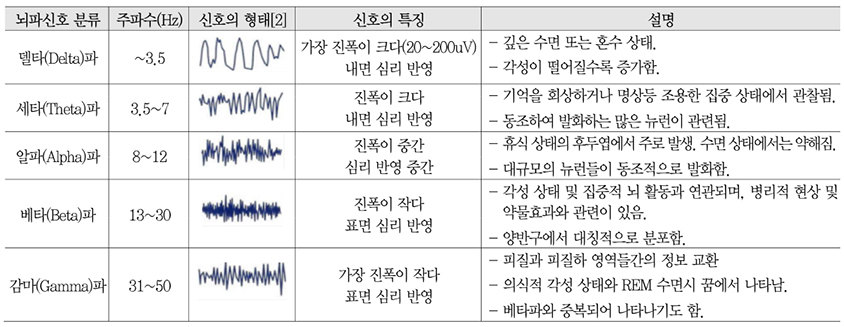 뇌파신호 분류 주파수(Hz) 신호의 형태[2] 신호의 특징 설명
델타(Delta)파 ~3.5 가장 진폭이 크다(20~200uV) 내면 심리 반영
- 깊은 수면 또는 혼수 상태.
- 각성이 떨어질수록 증가함.
세타(Theta)파 3.5~7 진폭이 크다 내면 심리 반영
- 기억을 회상하거나 명상등 조용한 집중 상태에서 관찰됨.
- 동조하여 발화하는 많은 뉴런이 관련됨.
알파(Alpha)파 8~12 진폭이 중간 심리 반영 중간
- 휴식 상태의 후두엽에서 주로 발생. 수면 상태에서는 약해짐.
- 대규모의 뉴런들이 동조적으로 발화함.
베타(Beta)파 13~30 진폭이 작다 표면 심리 반영
- 각성 상태 및 집중적 뇌 활동과 연관되며, 병리적 현상 및
약물효과와 관련이 있음.
- 양반구에서 대칭적으로 분포함.
감마(Gamma)파 31~50 가장 진폭이 작다 표면 심리 반영
- 피질과 피질하 영역들간의 정보 교환
- 의식적 각성 상태와 REM 수면시 꿈에서 나타남.
- 베타파와 중복되어 나타나기도 함.